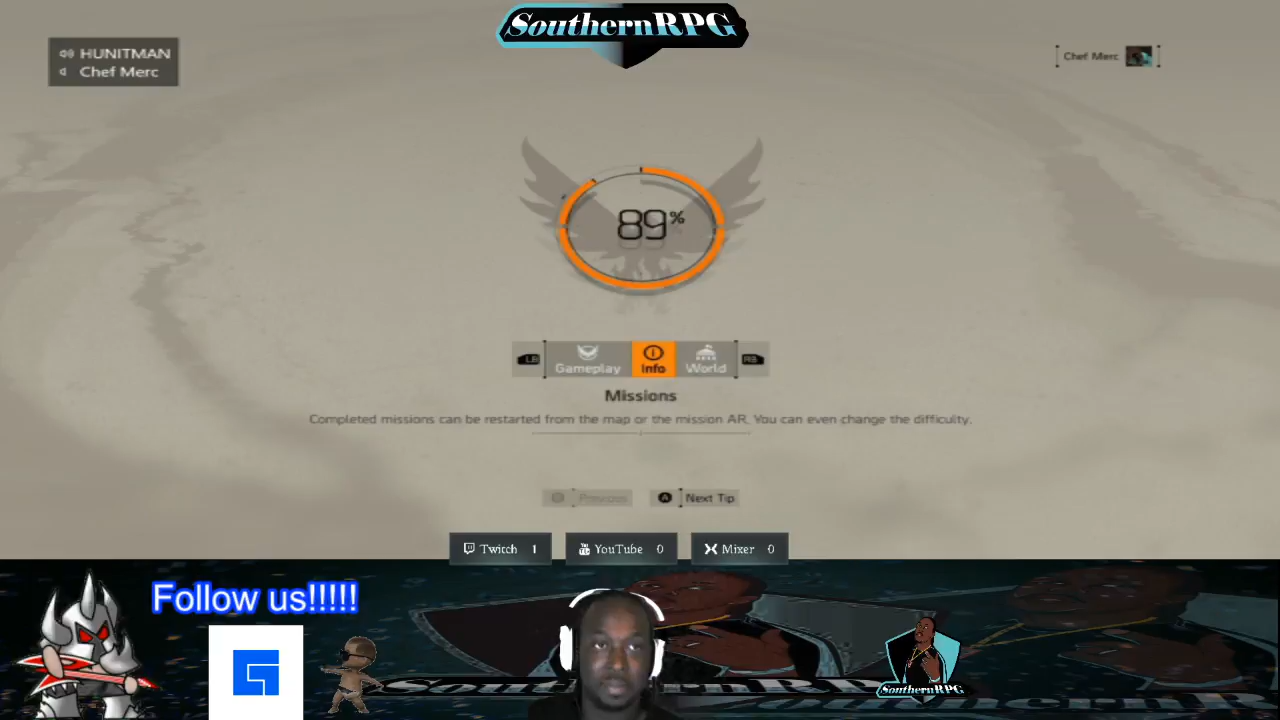 SouthernRPG
HUNITMAN
Chef Merc
Chef Merc
89%
LB Gameplay Info World RB
Missions
Completed missions can be restarted from the map or the mission AR. You can even change the difficulty.
Previous A Next Tip
Twitch 1 YouTube 0 Mixer 0
Follow us!!!!!
SouthernRPG